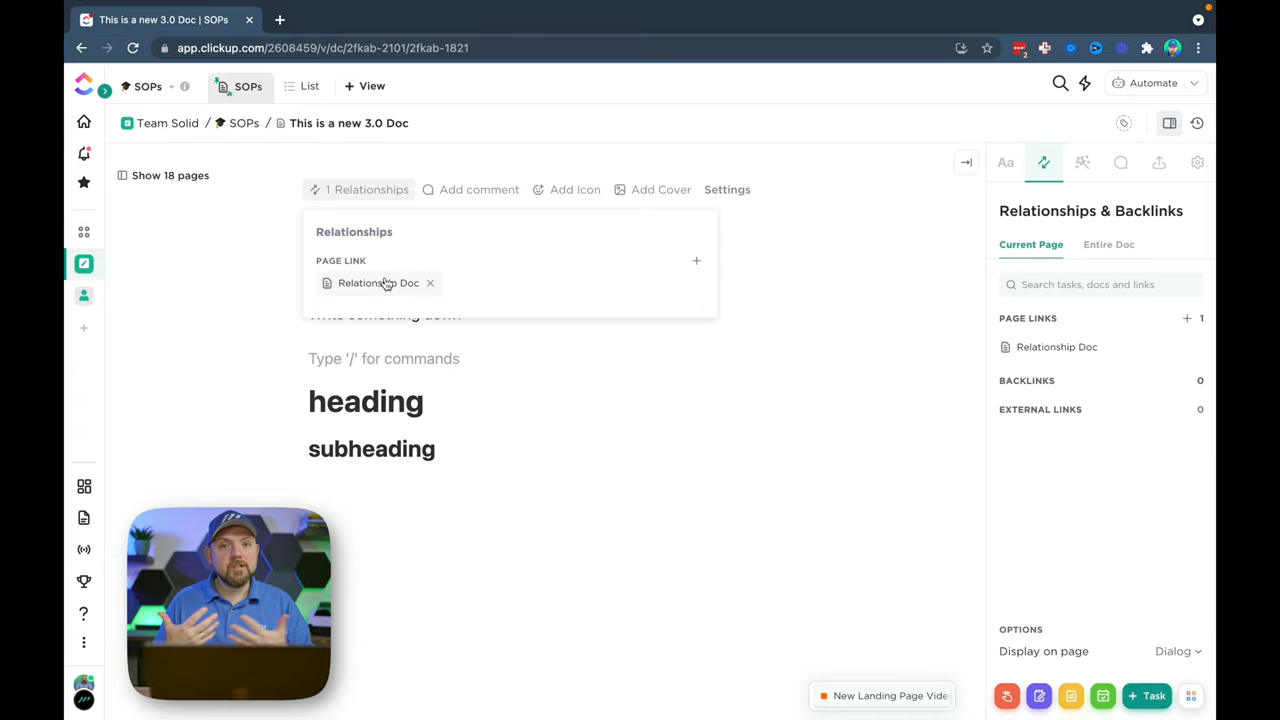 This is a new 3.0 Doc | SOPs
app.clickup.com/2608459/v/dc/2fkab-2101/2fkab-1821
2
SOPs
SOPs
List
+ View
Automate
Team Solid / SOPs / This is a new 3.0 Doc
Aa
Show 18 pages
1 Relationships
Add comment
Add Icon
Add Cover
Settings
Relationships & Backlinks
Relationships
Current Page
Entire Doc
PAGE LINK
Relationship Doc
Search tasks, docs and links
PAGE LINKS
1
Relationship Doc
Write something down
Type '/' for commands
BACKLINKS
0
heading
EXTERNAL LINKS
0
subheading
OPTIONS
Display on page
Dialog
New Landing Page Vide
+ Task